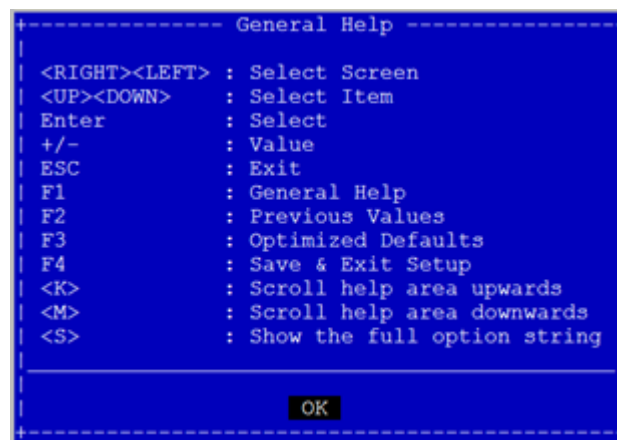 General Help
<RIGHT><LEFT> : Select Screen
<UP><DOWN> : Select Item
Enter : Select
+/- : Value
ESC : Exit
F1 : General Help
F2 : Previous Values
F3 : Optimized Defaults
F4 : Save & Exit Setup
<K> : Scroll help area upwards
<M> : Scroll help area downwards
<S> : Show the full option string
OK